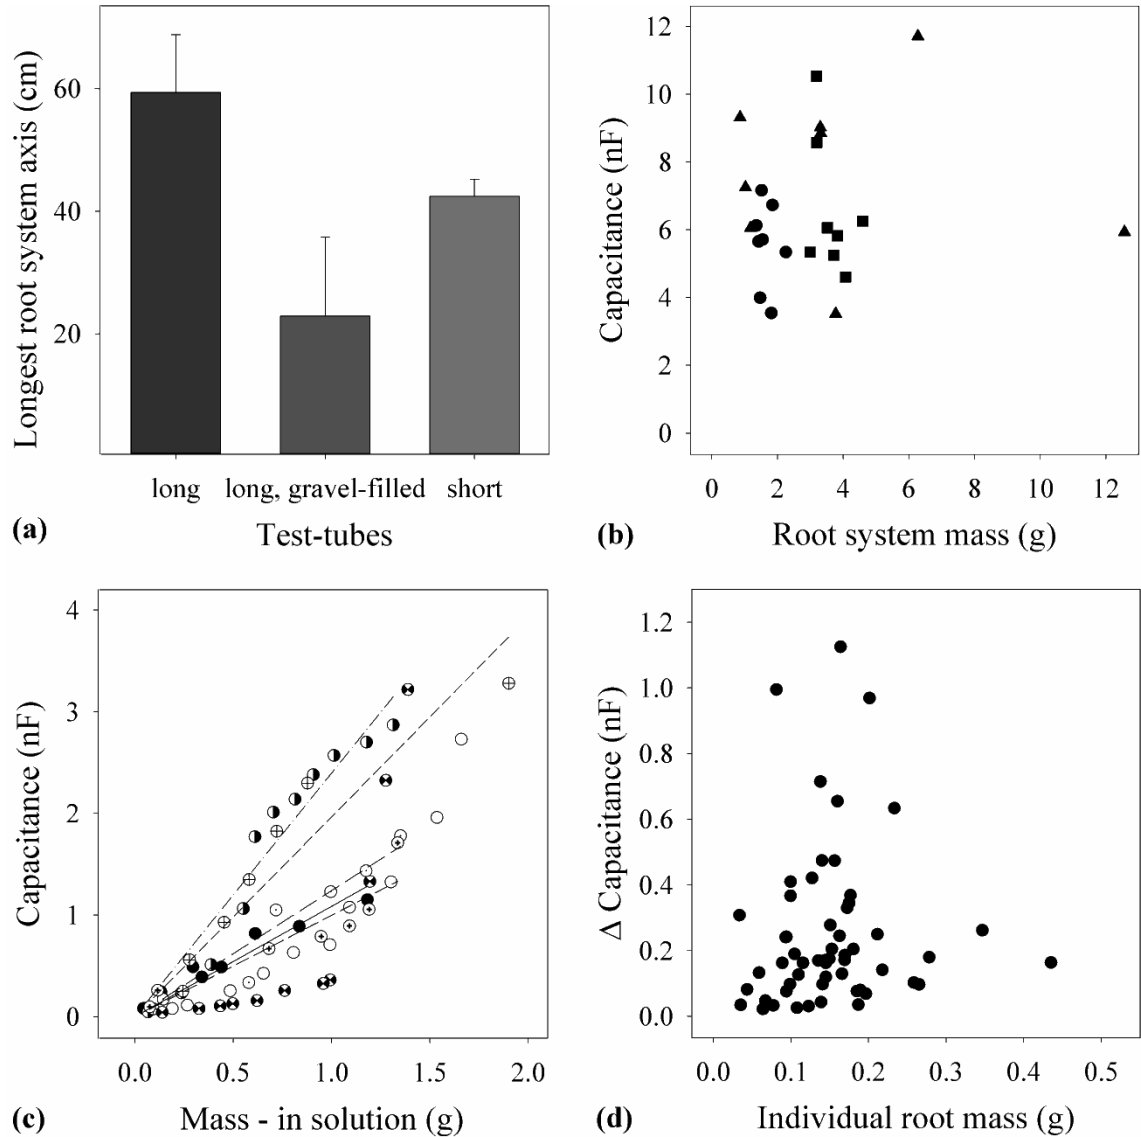 Longest root system axis (cm)
60
40
20
long
long, gravel-filled
short
(a)
Test-tubes
Capacitance (nF)
12
10
8
6
4
2
0
0 2 4 6 8 10 12
(b)
Root system mass (g)
Capacitance (nF)
4
3
2
1
0
0.0 0.5 1.0 1.5 2.0
(c)
Mass - in solution (g)
Δ Capacitance (nF)
1.2
1.0
0.8
0.6
0.4
0.2
0.0
0.0 0.1 0.2 0.3 0.4 0.5
(d)
Individual root mass (g)